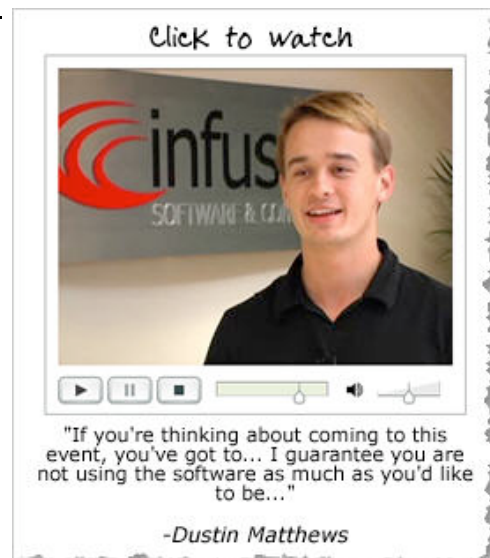 Click to watch
infus
SOFTWARE & CON
"If you're thinking about coming to this
event, you've got to... I guarantee you are
not using the software as much as you'd like
to be..."
-Dustin Matthews